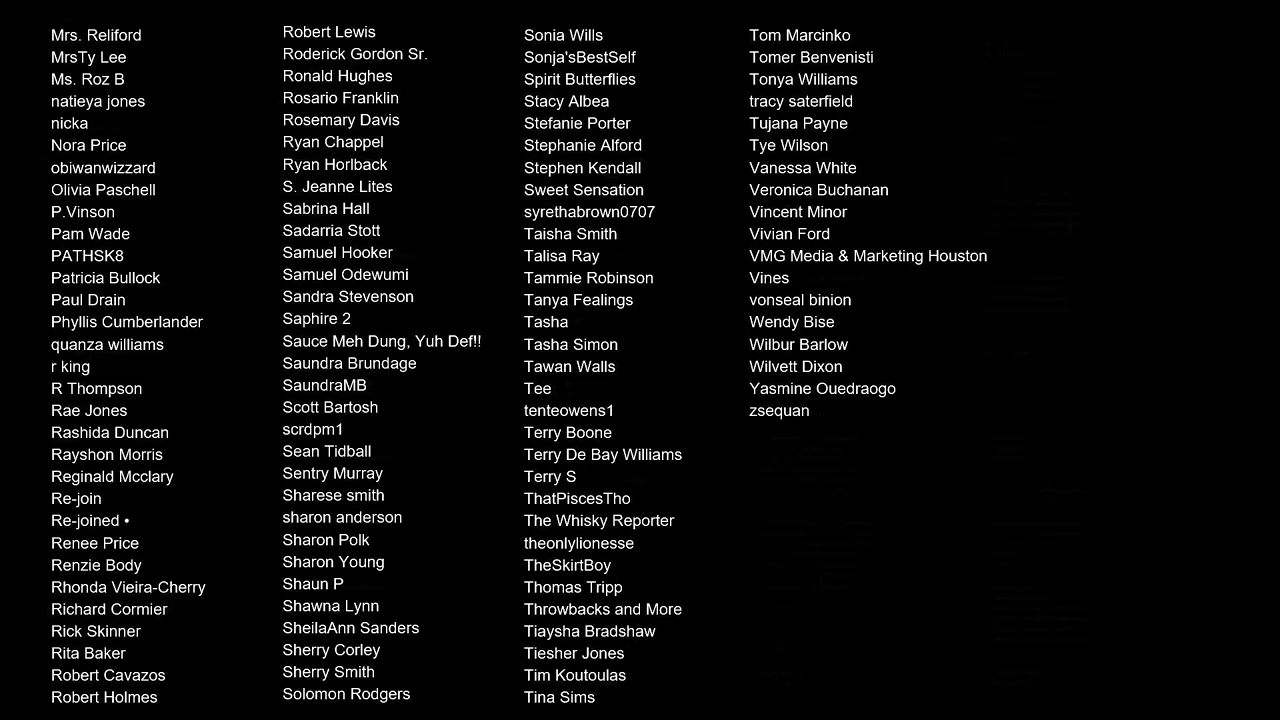 Mrs. Reliford
MrsTy Lee
Ms. Roz B
natieya jones
nicka
Nora Price
obiwanwizzard
Olivia Paschell
P.Vinson
Pam Wade
PATHSK8
Patricia Bullock
Paul Drain
Phyllis Cumberlander
quanza williams
r king
R Thompson
Rae Jones
Rashida Duncan
Rayshon Morris
Reginald Mcclary
Re-join
Re-joined •
Renee Price
Renzie Body
Rhonda Vieira-Cherry
Richard Cormier
Rick Skinner
Rita Baker
Robert Cavazos
Robert Holmes
Robert Lewis
Roderick Gordon Sr.
Ronald Hughes
Rosario Franklin
Rosemary Davis
Ryan Chappel
Ryan Horlback
S. Jeanne Lites
Sabrina Hall
Sadarria Stott
Samuel Hooker
Samuel Odewumi
Sandra Stevenson
Saphire 2
Sauce Meh Dung, Yuh Def!!
Saundra Brundage
SaundraMB
Scott Bartosh
scrdpm1
Sean Tidball
Sentry Murray
Sharese smith
sharon anderson
Sharon Polk
Sharon Young
Shaun P
Shawna Lynn
SheilaAnn Sanders
Sherry Corley
Sherry Smith
Solomon Rodgers
Sonia Wills
Sonja'sBestSelf
Spirit Butterflies
Stacy Albea
Stefanie Porter
Stephanie Alford
Stephen Kendall
Sweet Sensation
syrethabrown0707
Taisha Smith
Talisa Ray
Tammie Robinson
Tanya Fealings
Tasha
Tasha Simon
Tawan Walls
Tee
tenteowens1
Terry Boone
Terry De Bay Williams
Terry S
ThatPiscesTho
The Whisky Reporter
theonlylionesse
TheSkirtBoy
Thomas Tripp
Throwbacks and More
Tiaysha Bradshaw
Tiesher Jones
Tim Koutoulas
Tina Sims
Tom Marcinko
Tomer Benvenisti
Tonya Williams
tracy saterfield
Tujana Payne
Tye Wilson
Vanessa White
Veronica Buchanan
Vincent Minor
Vivian Ford
VMG Media & Marketing Houston
Vines
vonseal binion
Wendy Bise
Wilbur Barlow
Wilvett Dixon
Yasmine Ouedraogo
zsequan